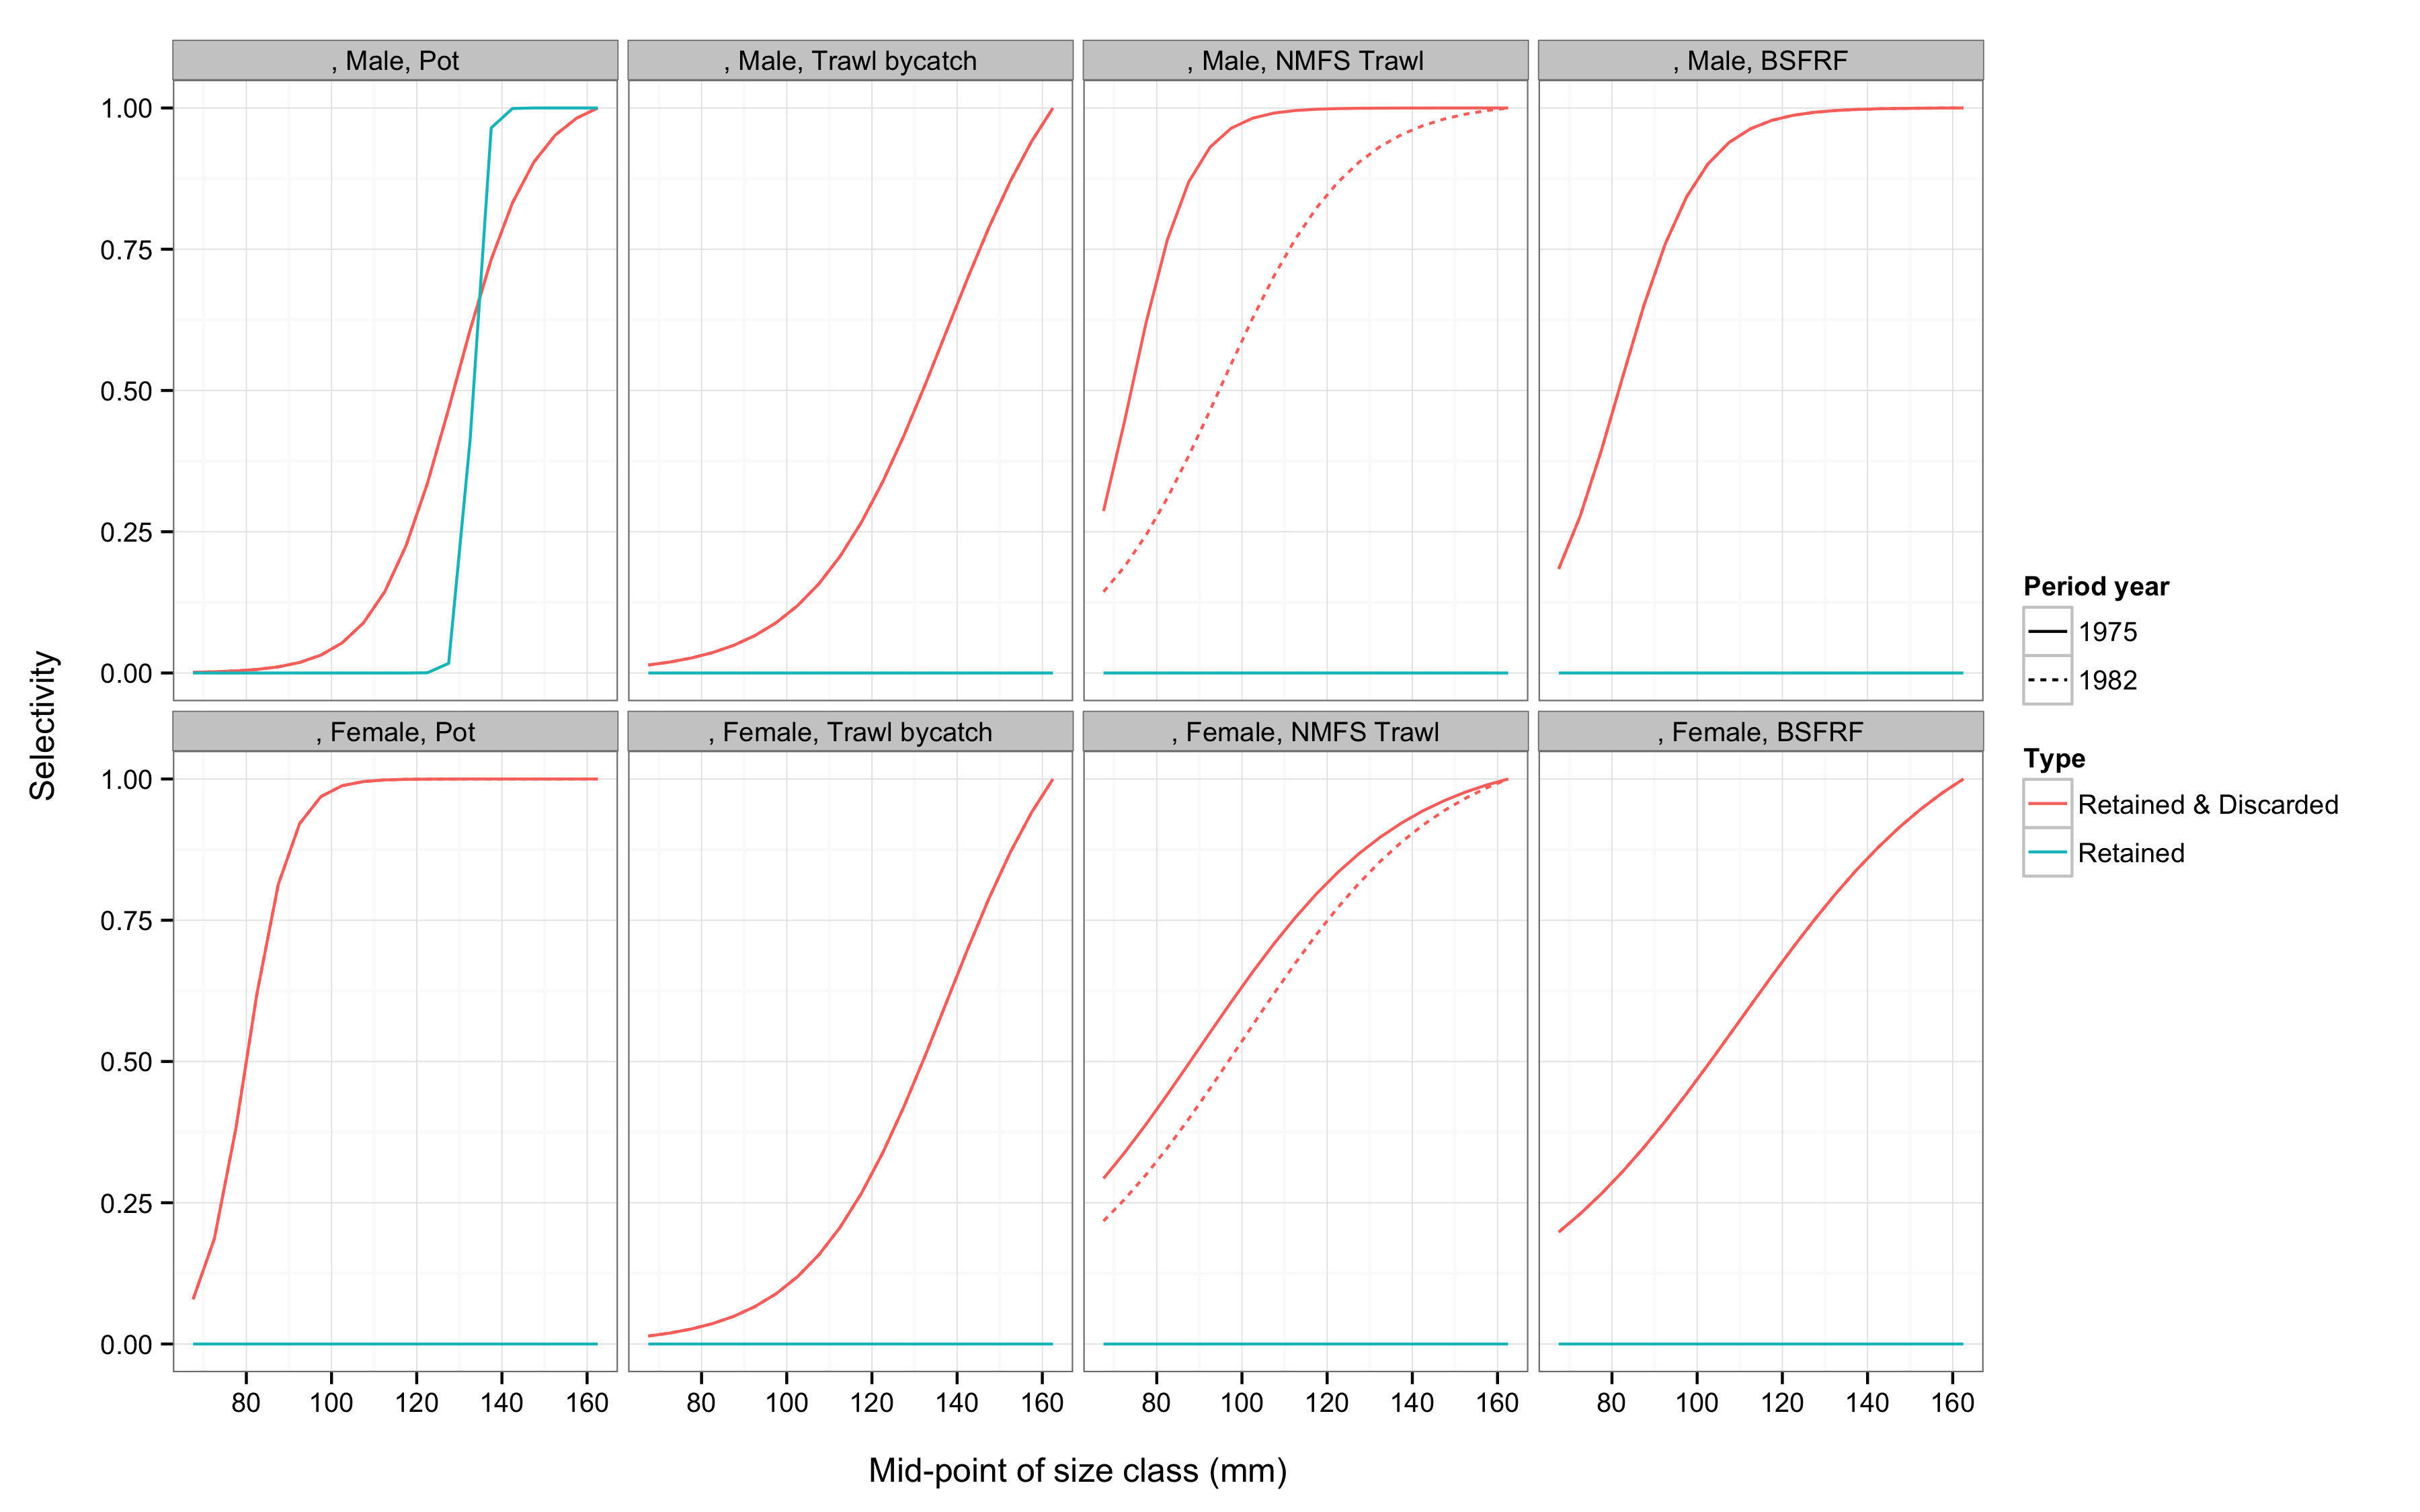 , Male, Pot
, Male, Trawl bycatch
, Male, NMFS Trawl
, Male, BSFRF
1.00
0.75
0.50
0.25
0.00
, Female, Pot
, Female, Trawl bycatch
, Female, NMFS Trawl
, Female, BSFRF
1.00
0.75
0.50
0.25
0.00
80 100 120 140 160
80 100 120 140 160
80 100 120 140 160
80 100 120 140 160
Selectivity
Mid-point of size class (mm)
Period year
1975
1982
Type
Retained & Discarded
Retained